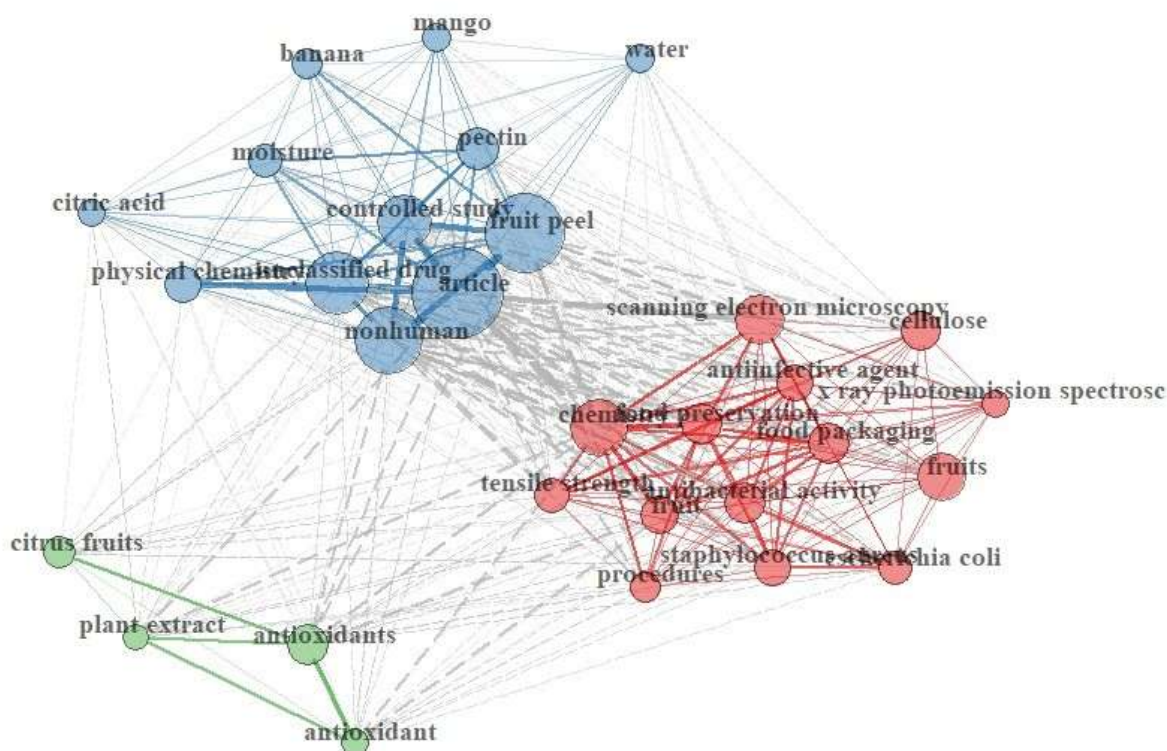 mango
banana
water
pectin
moisture
citric acid
controlled study
fruit peel
physical chemistry
unclassified drug
article
nonhuman
scanning electron microscopy
cellulose
antiinfective agent
x ray photoemission spectrosc
chemistry
food preservation
food packaging
fruits
tensile strength
antibacterial activity
fruit
staphylococcus aureus
escherichia coli
procedures
citrus fruits
plant extract
antioxidants
antioxidant